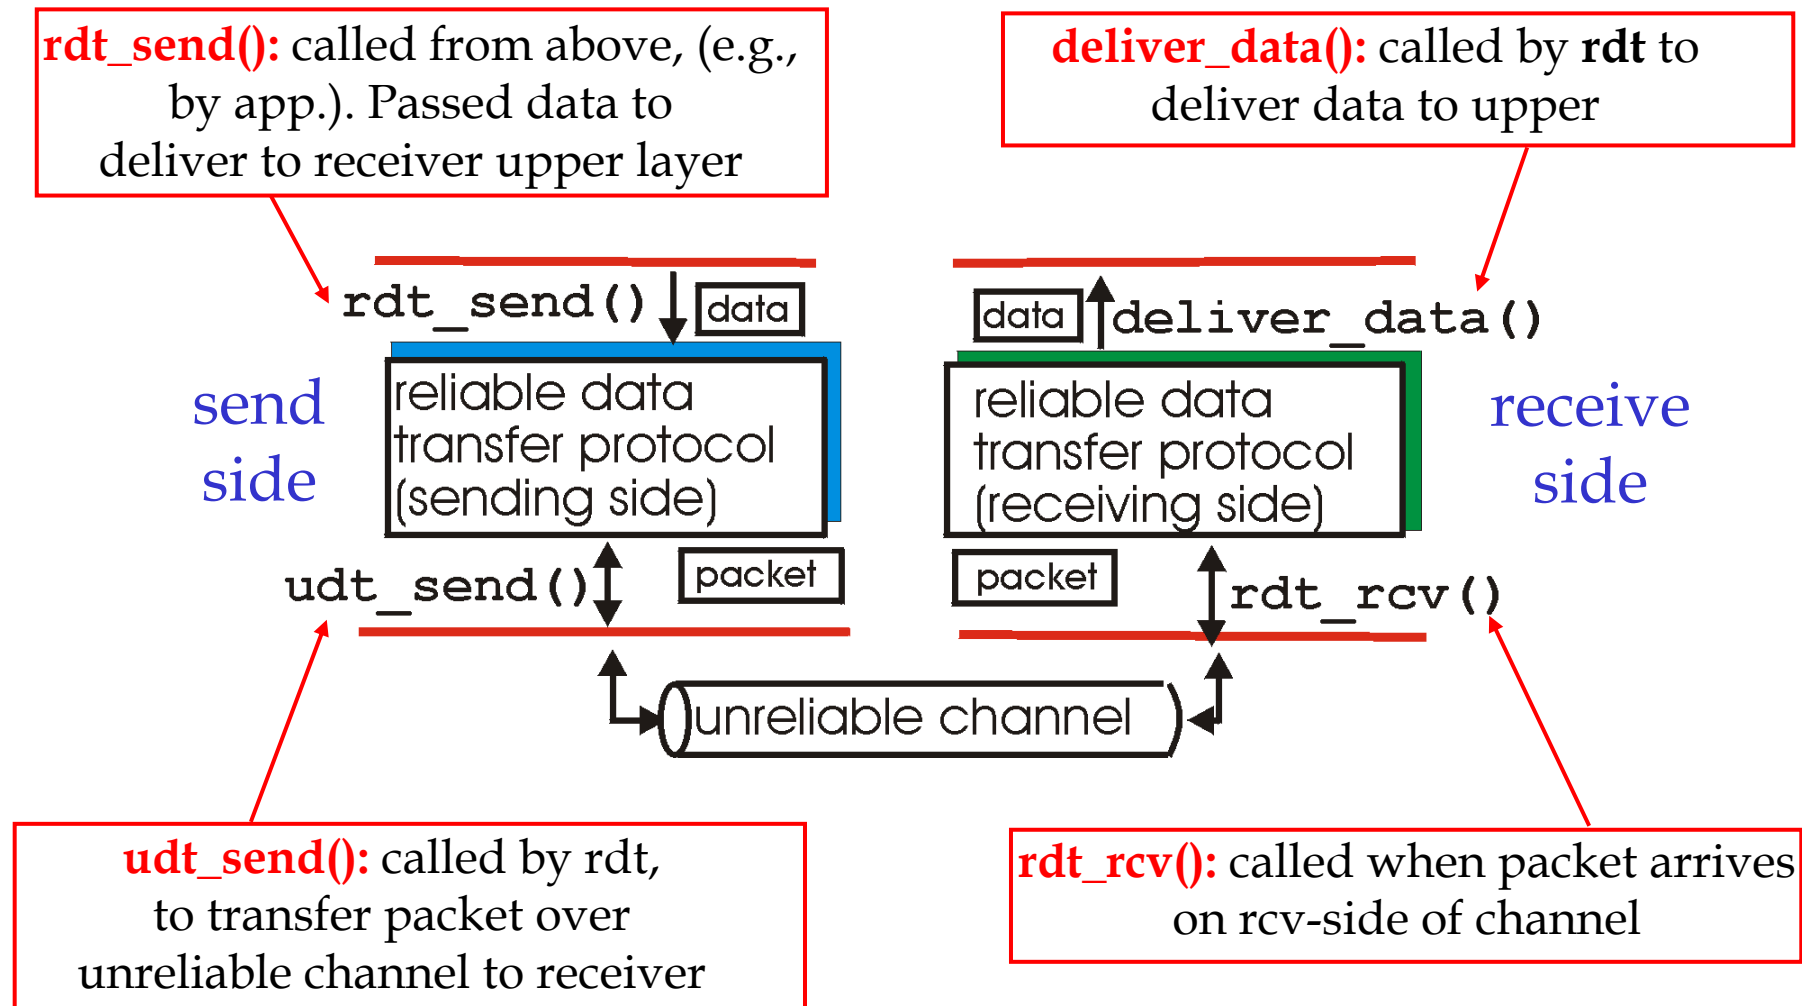 rdt_send(): called from above, (e.g.,
by app.). Passed data to
deliver to receiver upper layer
deliver_data(): called by rdt to
deliver data to upper
rdt_send()
data
data
deliver_data()
send
side
reliable data
transfer protocol
(sending side)
reliable data
transfer protocol
(receiving side)
receive
side
udt_send()
packet
packet
rdt_rcv()
unreliable channel
udt_send(): called by rdt,
to transfer packet over
unreliable channel to receiver
rdt_rcv(): called when packet arrives
on rcv-side of channel